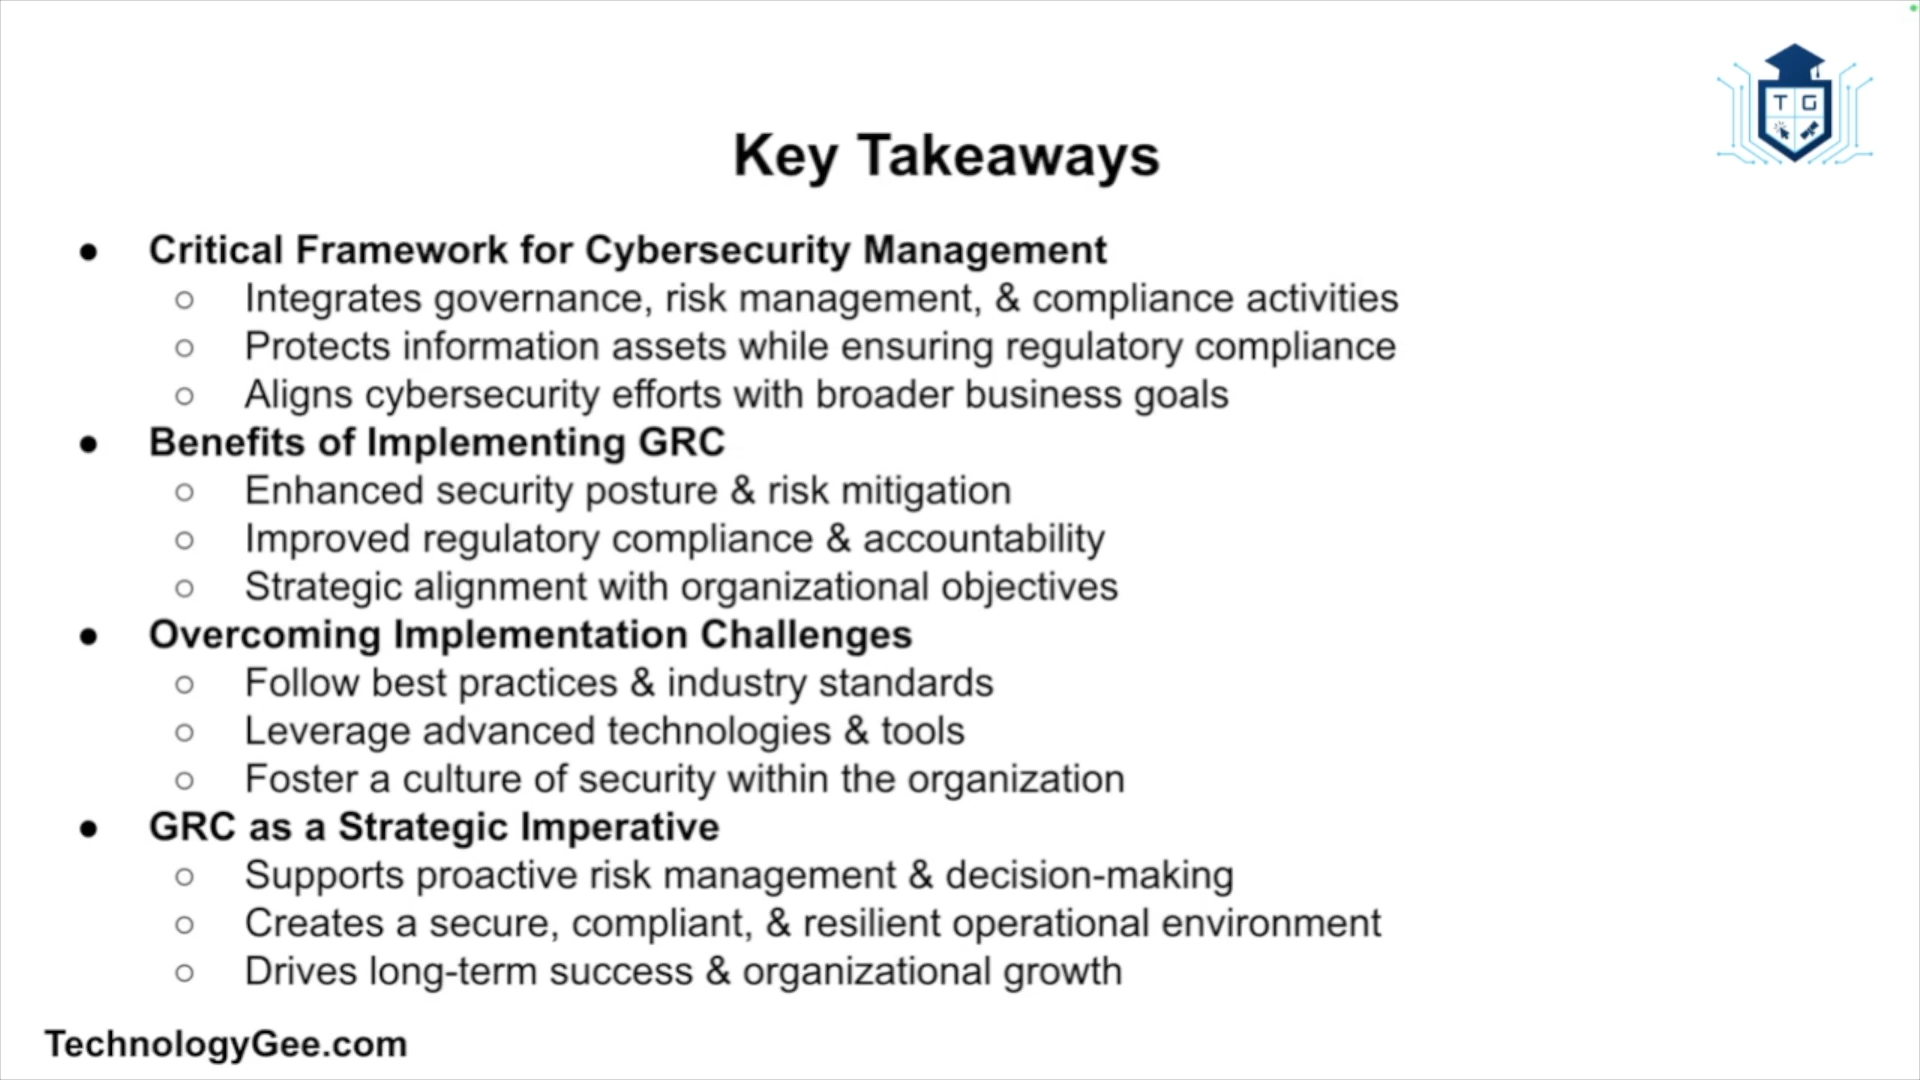 T G
Key Takeaways
● Critical Framework for Cybersecurity Management
○ Integrates governance, risk management, & compliance activities
○ Protects information assets while ensuring regulatory compliance
○ Aligns cybersecurity efforts with broader business goals
● Benefits of Implementing GRC
○ Enhanced security posture & risk mitigation
○ Improved regulatory compliance & accountability
○ Strategic alignment with organizational objectives
● Overcoming Implementation Challenges
○ Follow best practices & industry standards
○ Leverage advanced technologies & tools
○ Foster a culture of security within the organization
● GRC as a Strategic Imperative
○ Supports proactive risk management & decision-making
○ Creates a secure, compliant, & resilient operational environment
○ Drives long-term success & organizational growth
TechnologyGee.com